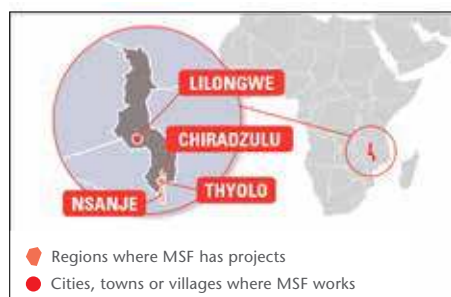 LILONGWE
CHIRADZULU
THYOLO
NSANJE
Regions where MSF has projects
Cities, towns or villages where MSF works